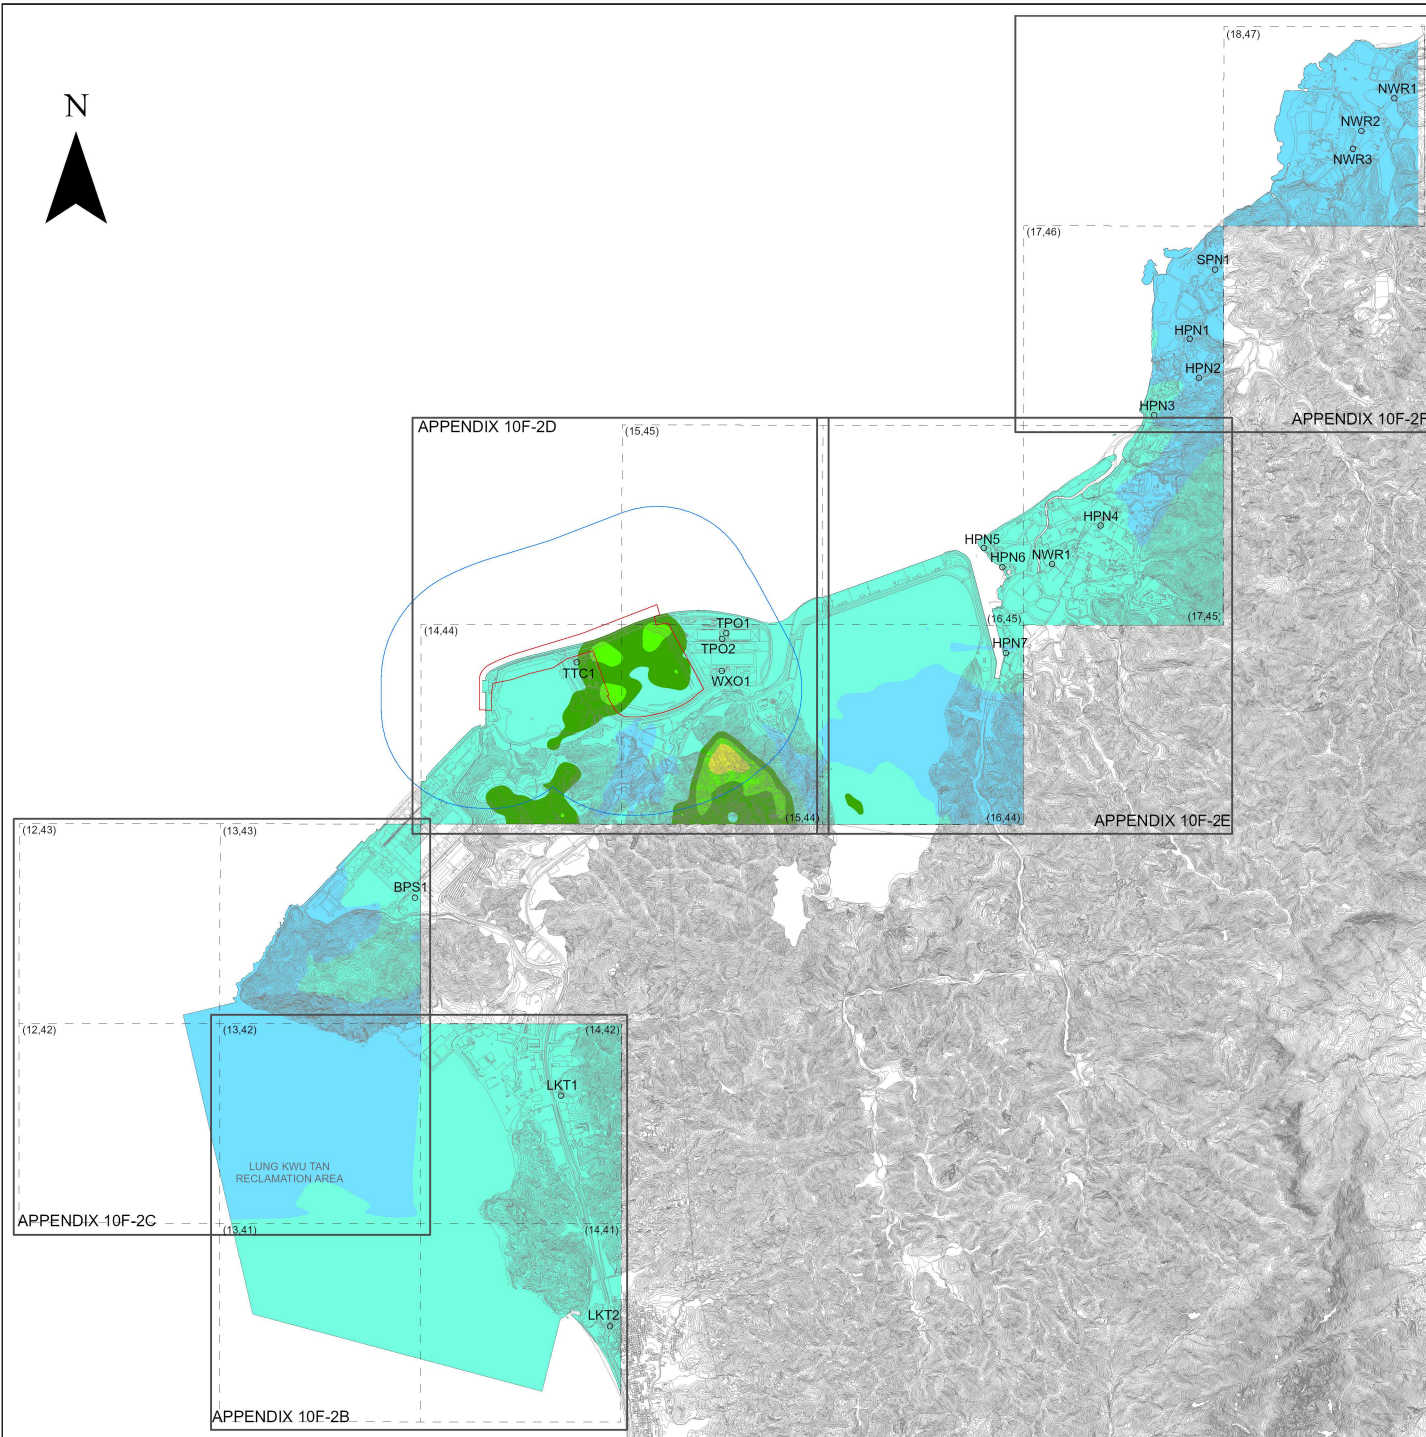 (18,47)
NWR1
N
NWR2
NWR3
(17,46)
SPN1
HPN1
HPN2
HPN3
APPENDIX 10F-2F
APPENDIX 10F-2D
(15,45)
HPN4
HPN5
HPN6
NWR1
(14,44)
TPO1
(16,45)
(17,45)
TPO2
HPN7
TTC1
WXO1
(15,44)
(16,44)
APPENDIX 10F-2E
(12,43)
(13,43)
BPS1
(12,42)
(13,42)
(14,42)
LKT1
LUNG KWU TAN
RECLAMATION AREA
APPENDIX 10F-2C
(13,41)
(14,41)
LKT2
APPENDIX 10F-2B